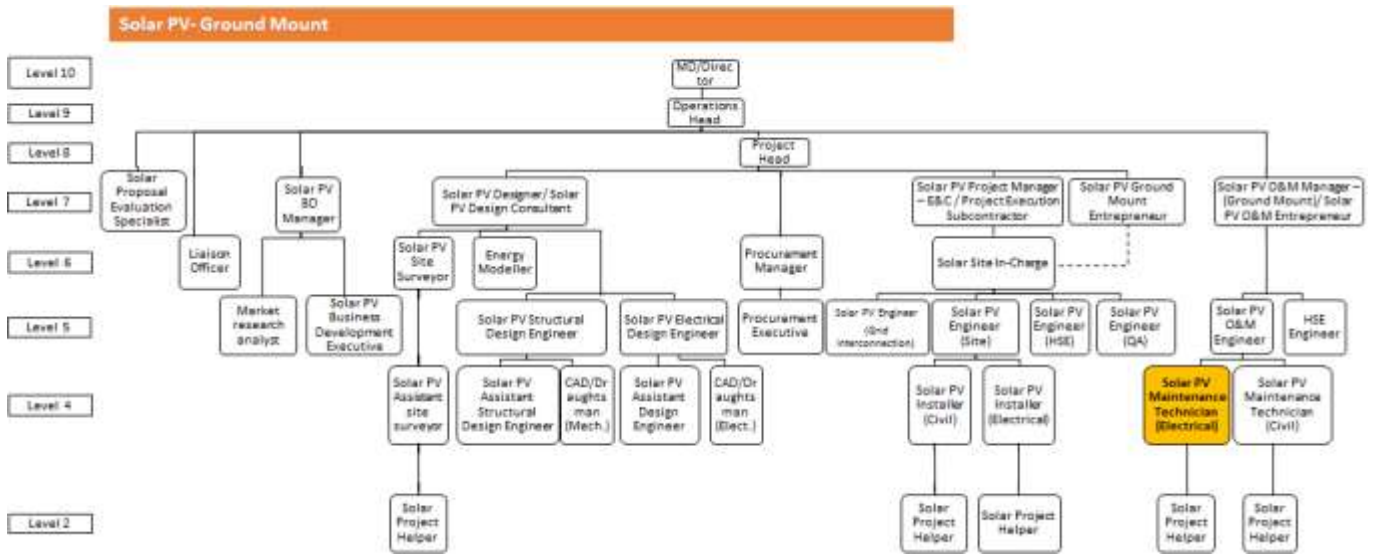 Solar PV- Ground Mount
Level 10
MD/Direc
tor
Level 9
Operations
Head
Level 8
Project
Head
Level 7
Solar
Proposal
Evaluation
Specialist
Solar PV
BD
Manager
Solar PV Designer/ Solar
PV Design Consultant
Solar PV Project Manager
– E&C / Project Execution
Subcontractor
Solar PV Ground
Mount
Entrepreneur
Solar PV O&M Manager –
(Ground Mount)/ Solar
PV O&M Entrepreneur
Level 6
Liaison
Officer
Solar PV
Site
Surveyor
Energy
Modeller
Procurement
Manager
Solar Site In-Charge
Level 5
Market
research
analyst
Solar PV
Business
Development
Executive
Solar PV Structural
Design Engineer
Solar PV Electrical
Design Engineer
Procurement
Executive
Solar PV Engineer
(Grid
Interconnection)
Solar PV
Engineer
(Site)
Solar PV
Engineer
(HSE)
Solar PV
Engineer
(QA)
Solar PV
O&M
Engineer
HSE
Engineer
Level 4
Solar PV
Assistant
site
surveyor
Solar PV
Assistant
Structural
Design Engineer
CAD/Dr
aughts
man
(Mech.)
Solar PV
Assistant
Design
Engineer
CAD/Dr
aughts
man
(Elect.)
Solar PV
Installer
(Civil)
Solar PV
Installer
(Electrical)
Solar PV
Maintenance
Technician
(Electrical)
Solar PV
Maintenance
Technician
(Civil)
Level 2
Solar
Project
Helper
Solar
Project
Helper
Solar Project
Helper
Solar
Project
Helper
Solar
Project
Helper